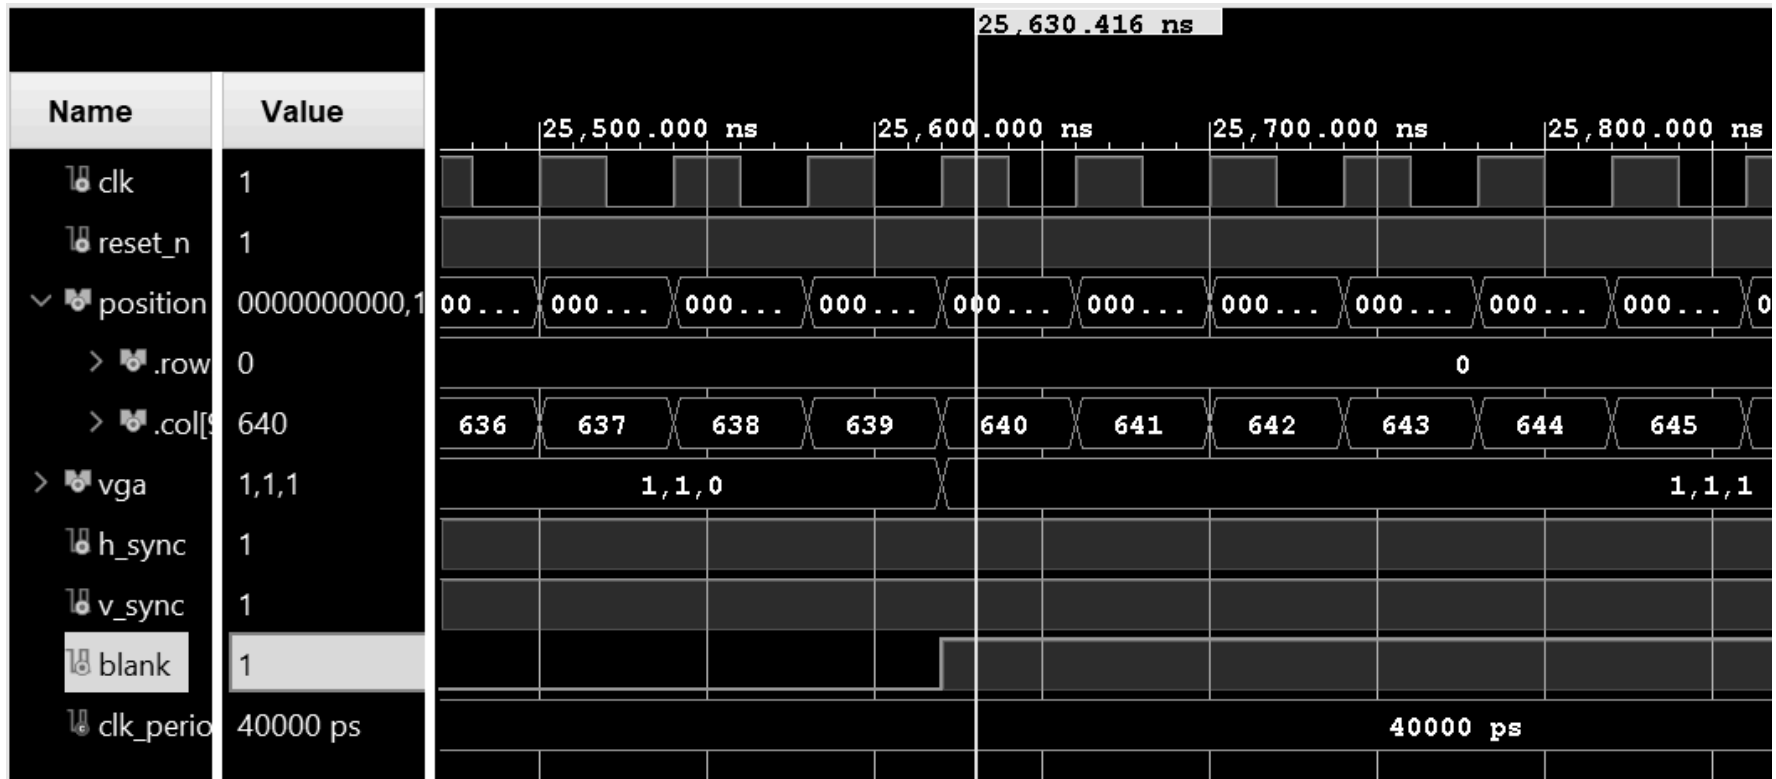 25,630.416 ns
Name Value
25,500.000 ns 25,600.000 ns 25,700.000 ns 25,800.000 ns
clk 1
reset_n 1
position 0000000000,1 00... 000... 000... 000... 000... 000... 000... 000... 000... 000... 0
.row 0 0
.col[9 640 636 637 638 639 640 641 642 643 644 645
vga 1,1,1 1,1,0 1,1,1
h_sync 1
v_sync 1
blank 1
clk_perio 40000 ps 40000 ps